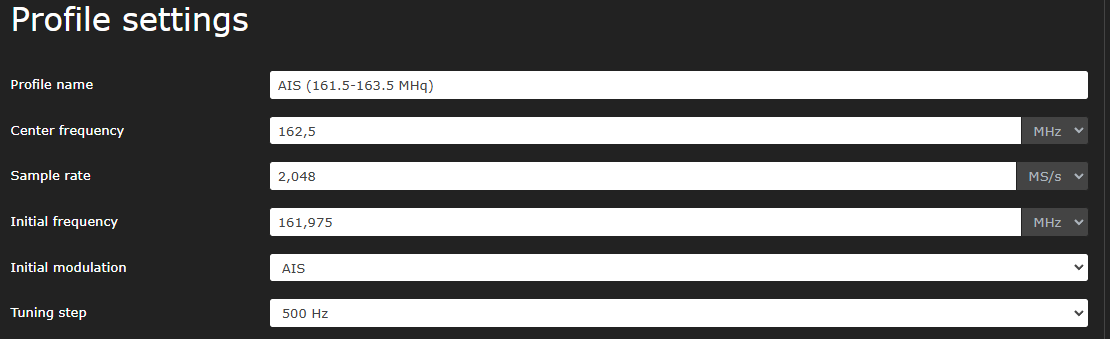 Profile settings
Profile name AIS (161.5-163.5 MHq)
Center frequency 162,5 MHz
Sample rate 2,048 MS/s
Initial frequency 161,975 MHz
Initial modulation AIS
Tuning step 500 Hz